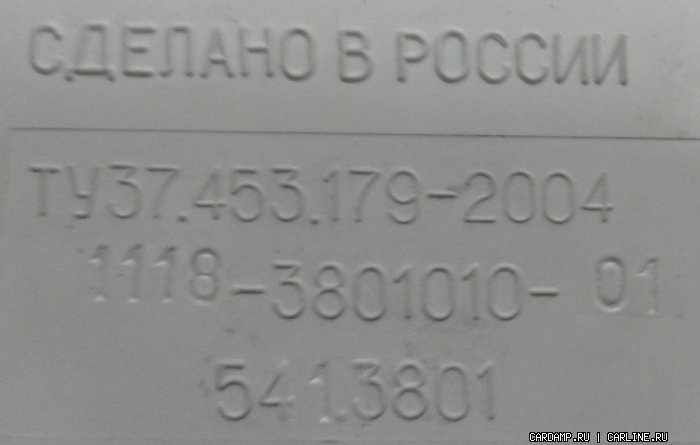 СДЕЛАНО В РОССИИ
ТУ37.453.179-2004
1118-3801010-01
541.3801
CARDAMP.RU | CARLINE.RU